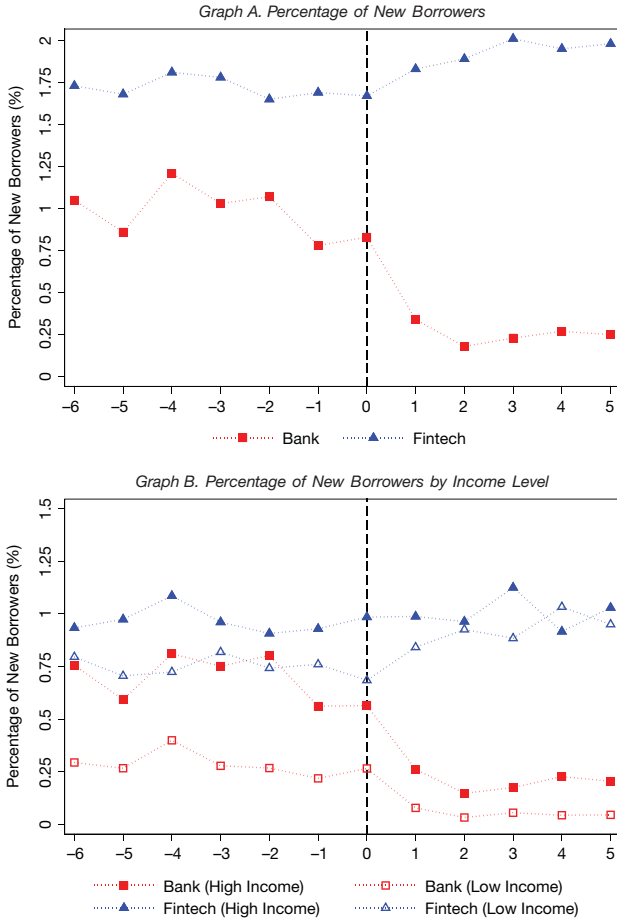 Graph A. Percentage of New Borrowers
Percentage of New Borrowers (%)
2
1.75
1.5
1.25
1
0.75
0.5
0.25
0
–6 –5 –4 –3 –2 –1 0 1 2 3 4 5
Bank Fintech
Graph B. Percentage of New Borrowers by Income Level
Percentage of New Borrowers (%)
1.5
1.25
1
0.75
0.5
0.25
0
–6 –5 –4 –3 –2 –1 0 1 2 3 4 5
Bank (High Income) Bank (Low Income)
Fintech (High Income) Fintech (Low Income)